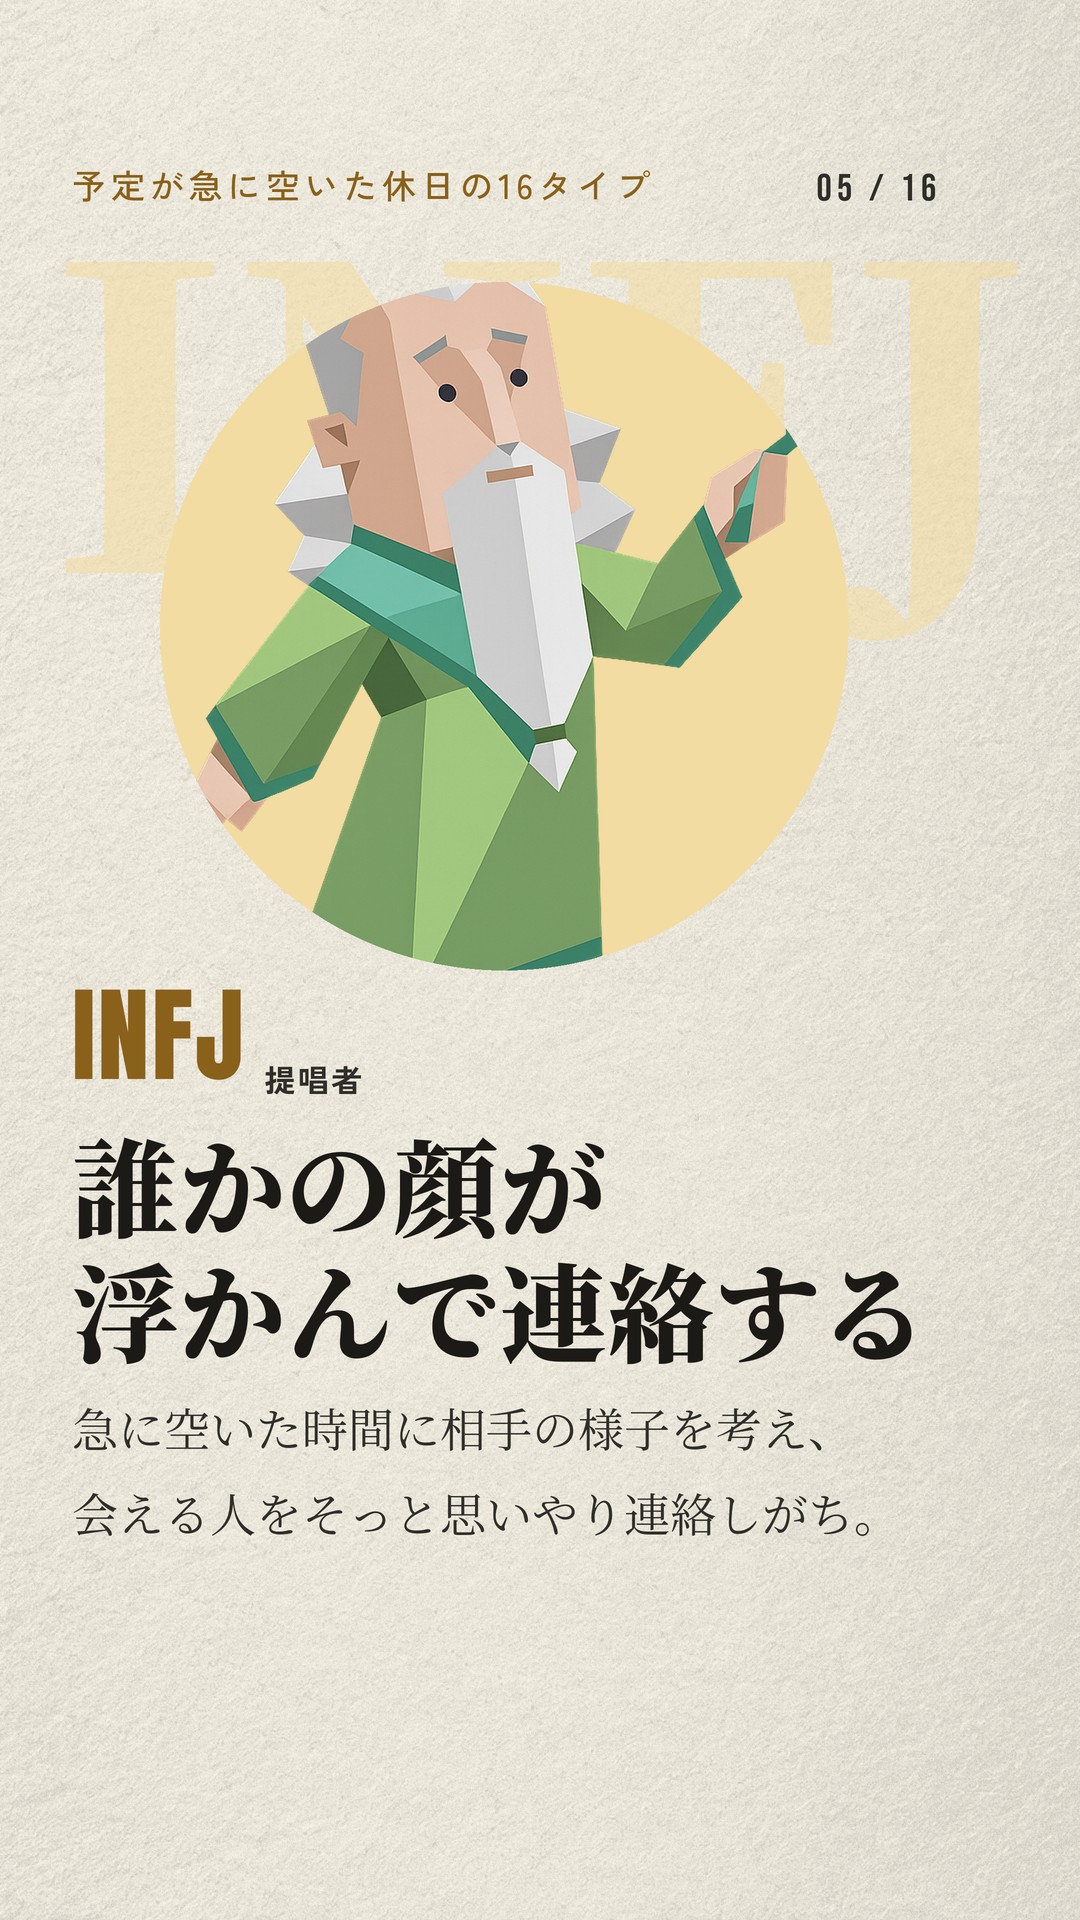 予定が急に空いた休日の16タイプ
05 / 16
INFJ
INFJ
提唱者
誰かの顔が
浮かんで連絡する
急に空いた時間に相手の様子を考え、
会える人をそっと思いやり連絡しがち。